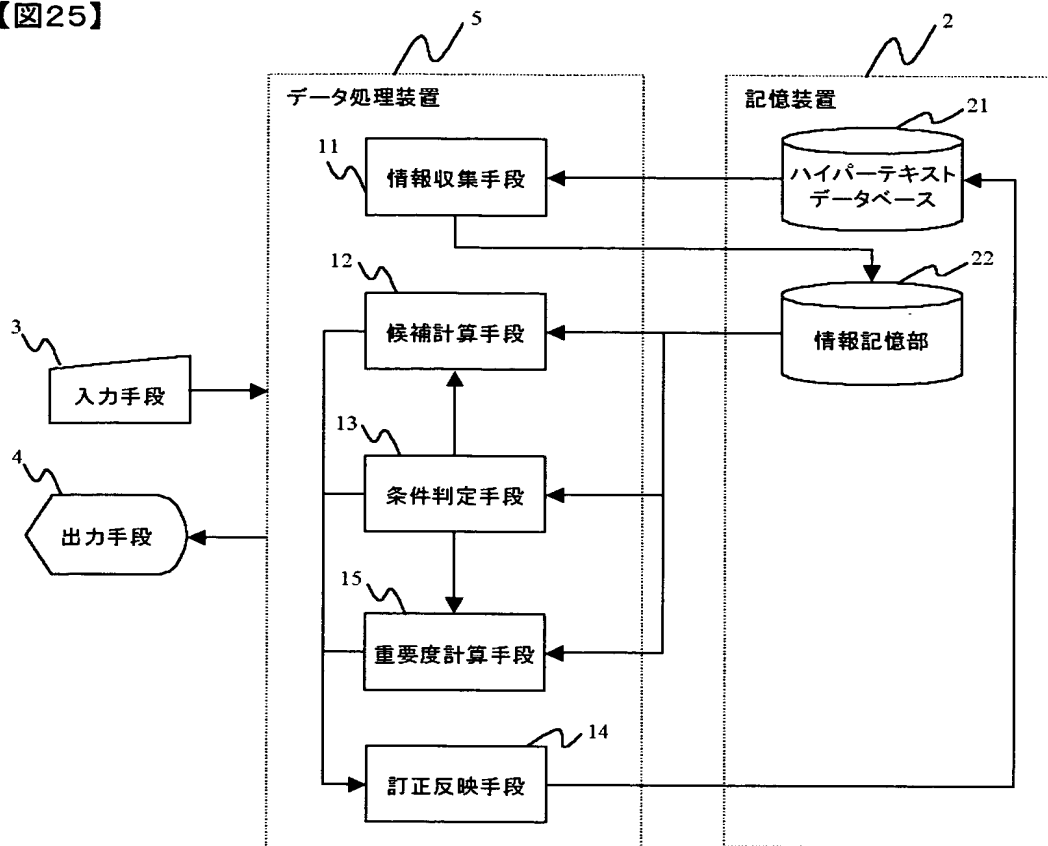 【図25】
5
2
データ処理装置
記憶装置
11
情報収集手段
21
ハイパーテキスト
データベース
12
候補計算手段
22
情報記憶部
3
入力手段
13
条件判定手段
4
出力手段
15
重要度計算手段
14
訂正反映手段